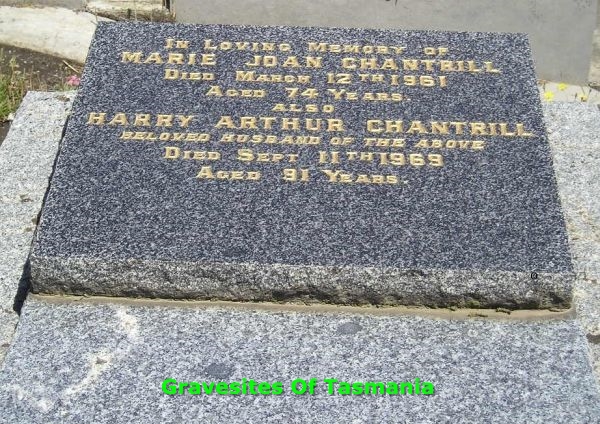 In Loving Memory of
MARIE JOAN CHANTRILL
Died March 12th 1961
Aged 74 Years.
ALSO
HARRY ARTHUR CHANTRILL
BELOVED HUSBAND OF THE ABOVE
Died Sept 11th 1969
Aged 91 Years.
Gravesites Of Tasmania